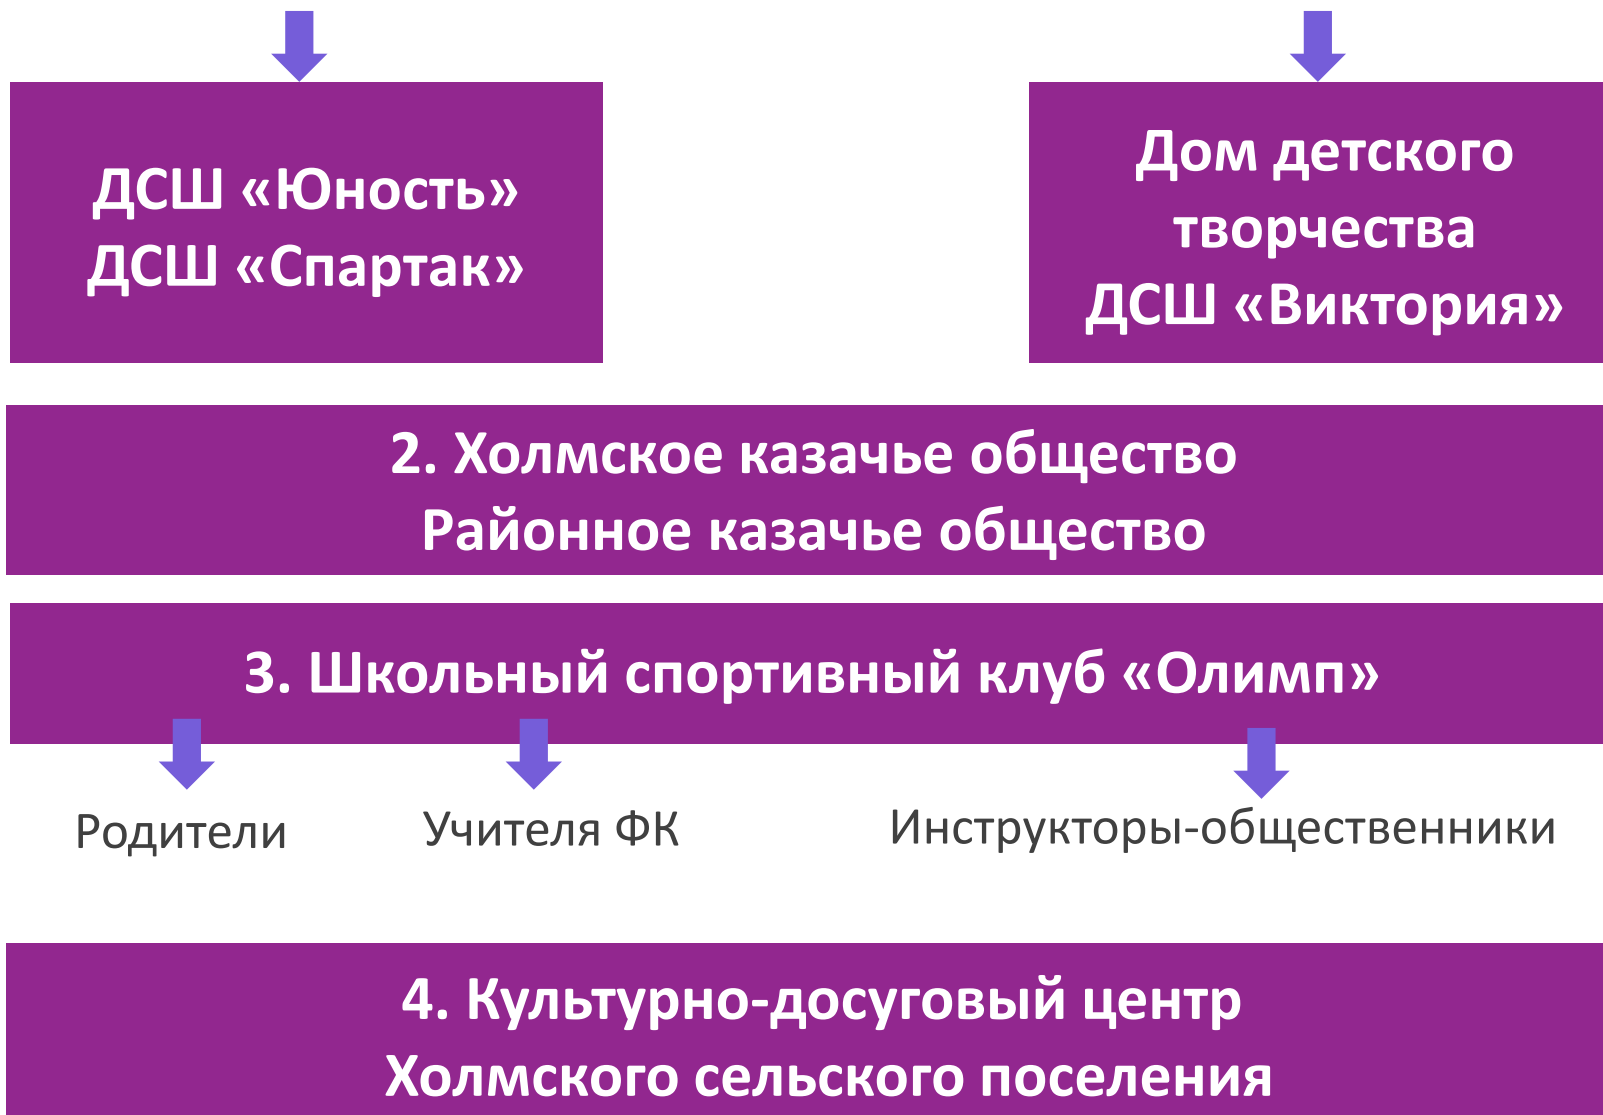 ДСШ «Юность»
ДСШ «Спартак»
Дом детского
творчества
ДСШ «Виктория»
2. Холмское казачье общество
Районное казачье общество
3. Школьный спортивный клуб «Олимп»
Родители
Учителя ФК
Инструкторы-общественники
4. Культурно-досуговый центр
Холмского сельского поселения